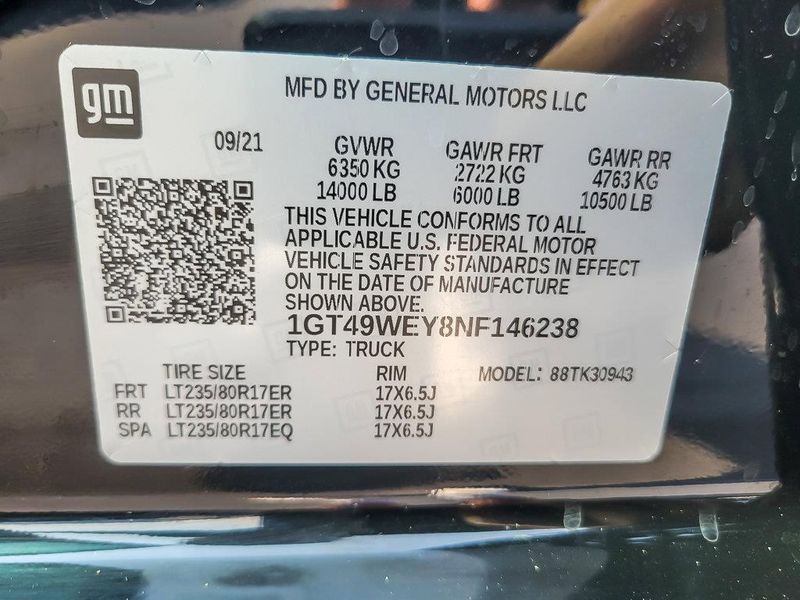 gm
MFD BY GENERAL MOTORS LLC
09/21 GVWR GAWR FRT GAWR RR
6350 KG 2722 KG 4763 KG
14000 LB 6000 LB 10500 LB
THIS VEHICLE CONFORMS TO ALL
APPLICABLE U.S. FEDERAL MOTOR
VEHICLE SAFETY STANDARDS IN EFFECT
ON THE DATE OF MANUFACTURE
SHOWN ABOVE.
1GT49WEY8NF146238
TYPE: TRUCK
TIRE SIZE RIM MODEL: 88TK30943
FRT LT235/80R17ER 17X6.5J
RR LT235/80R17ER 17X6.5J
SPA LT235/80R17EQ 17X6.5J